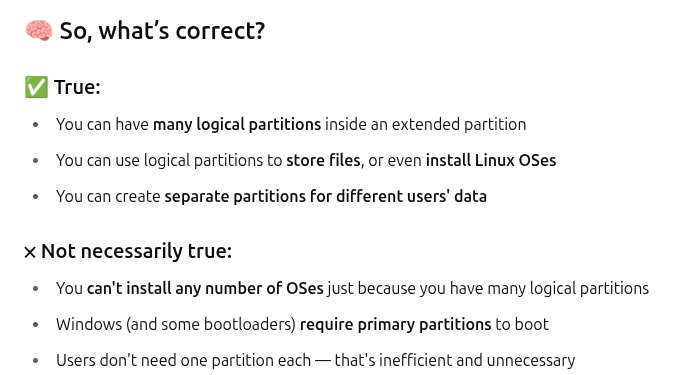 🧠 So, what’s correct?
✅ True:
• You can have many logical partitions inside an extended partition
• You can use logical partitions to store files, or even install Linux OSes
• You can create separate partitions for different users' data
❌ Not necessarily true:
• You can't install any number of OSes just because you have many logical partitions
• Windows (and some bootloaders) require primary partitions to boot
• Users don't need one partition each — that's inefficient and unnecessary